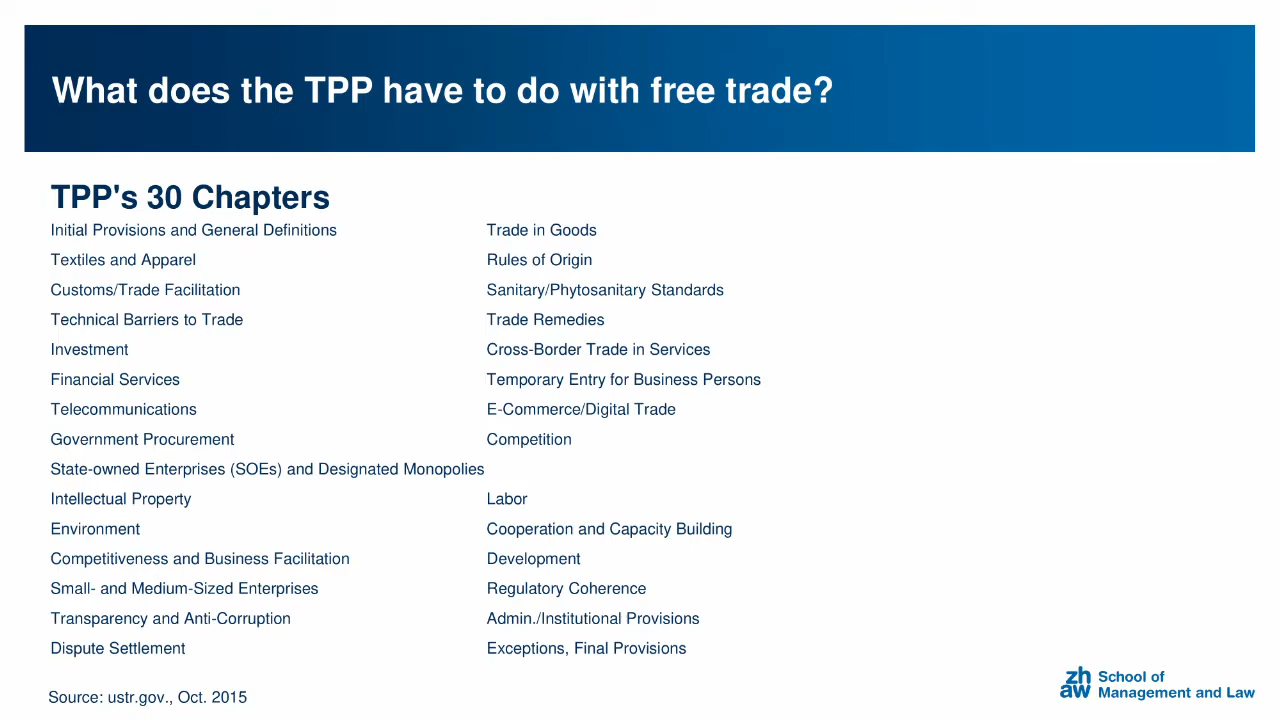 What does the TPP have to do with free trade?
TPP's 30 Chapters
Initial Provisions and General Definitions Trade in Goods
Textiles and Apparel Rules of Origin
Customs/Trade Facilitation Sanitary/Phytosanitary Standards
Technical Barriers to Trade Trade Remedies
Investment Cross-Border Trade in Services
Financial Services Temporary Entry for Business Persons
Telecommunications E-Commerce/Digital Trade
Government Procurement Competition
State-owned Enterprises (SOEs) and Designated Monopolies
Intellectual Property Labor
Environment Cooperation and Capacity Building
Competitiveness and Business Facilitation Development
Small- and Medium-Sized Enterprises Regulatory Coherence
Transparency and Anti-Corruption Admin./Institutional Provisions
Dispute Settlement Exceptions, Final Provisions
Source: ustr.gov., Oct. 2015
zh School of
aw Management and Law